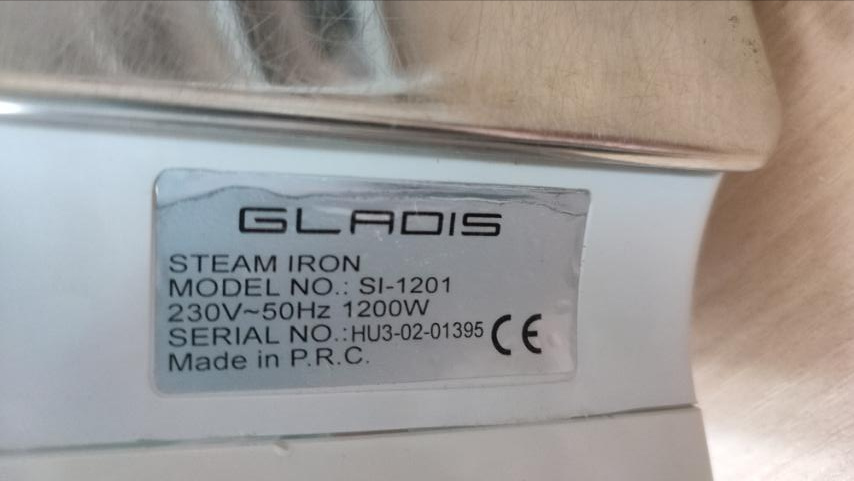 GLADIS
STEAM IRON
MODEL NO.: SI-1201
230V~50Hz 1200W
SERIAL NO.:HU3-02-01395 CE
Made in P.R.C.